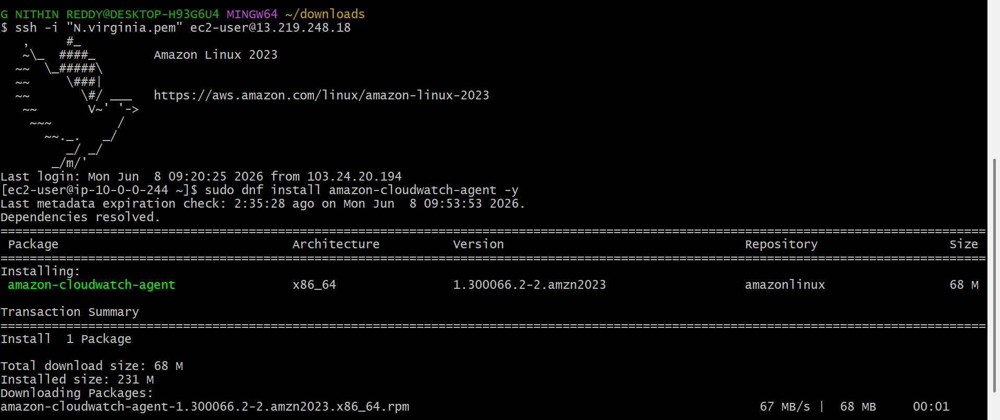 G NITHIN REDDY@DESKTOP-H93G6U4 MINGW64 ~/downloads
$ ssh -i "N.virginia.pem" ec2-user@13.219.248.18
   ,     #_
   ~\_  ####_        Amazon Linux 2023
  ~~  \_#####\
  ~~     \###|
  ~~       \#/ ___   https://aws.amazon.com/linux/amazon-linux-2023
   ~~       V~' '->
    ~~~         /
      ~~._.   _/
         _/ _/
       _/m/'
Last login: Mon Jun  8 09:20:25 2026 from 103.24.20.194
[ec2-user@ip-10-0-0-244 ~]$ sudo dnf install amazon-cloudwatch-agent -y
Last metadata expiration check: 2:35:28 ago on Mon Jun  8 09:53:53 2026.
Dependencies resolved.
=======================================================================================================================================
 Package                                Architecture          Version                                 Repository                  Size
=======================================================================================================================================
Installing:
 amazon-cloudwatch-agent                x86_64                1.300066.2-2.amzn2023                   amazonlinux                 68 M

Transaction Summary
=======================================================================================================================================
Install  1 Package

Total download size: 68 M
Installed size: 231 M
Downloading Packages:
amazon-cloudwatch-agent-1.300066.2-2.amzn2023.x86_64.rpm                                                67 MB/s |  68 MB     00:01